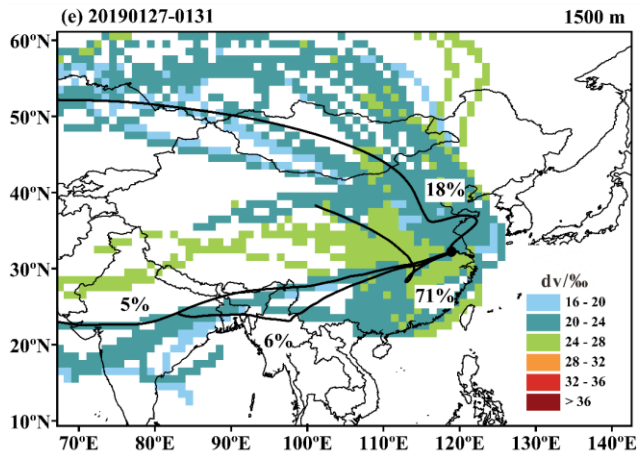 (e) 20190127-0131 1500 m
60°N
50°N
40°N
30°N
20°N
10°N
18%
71%
5%
6%
dv/‰
16 - 20
20 - 24
24 - 28
28 - 32
32 - 36
> 36
70°E 80°E 90°E 100°E 110°E 120°E 130°E 140°E